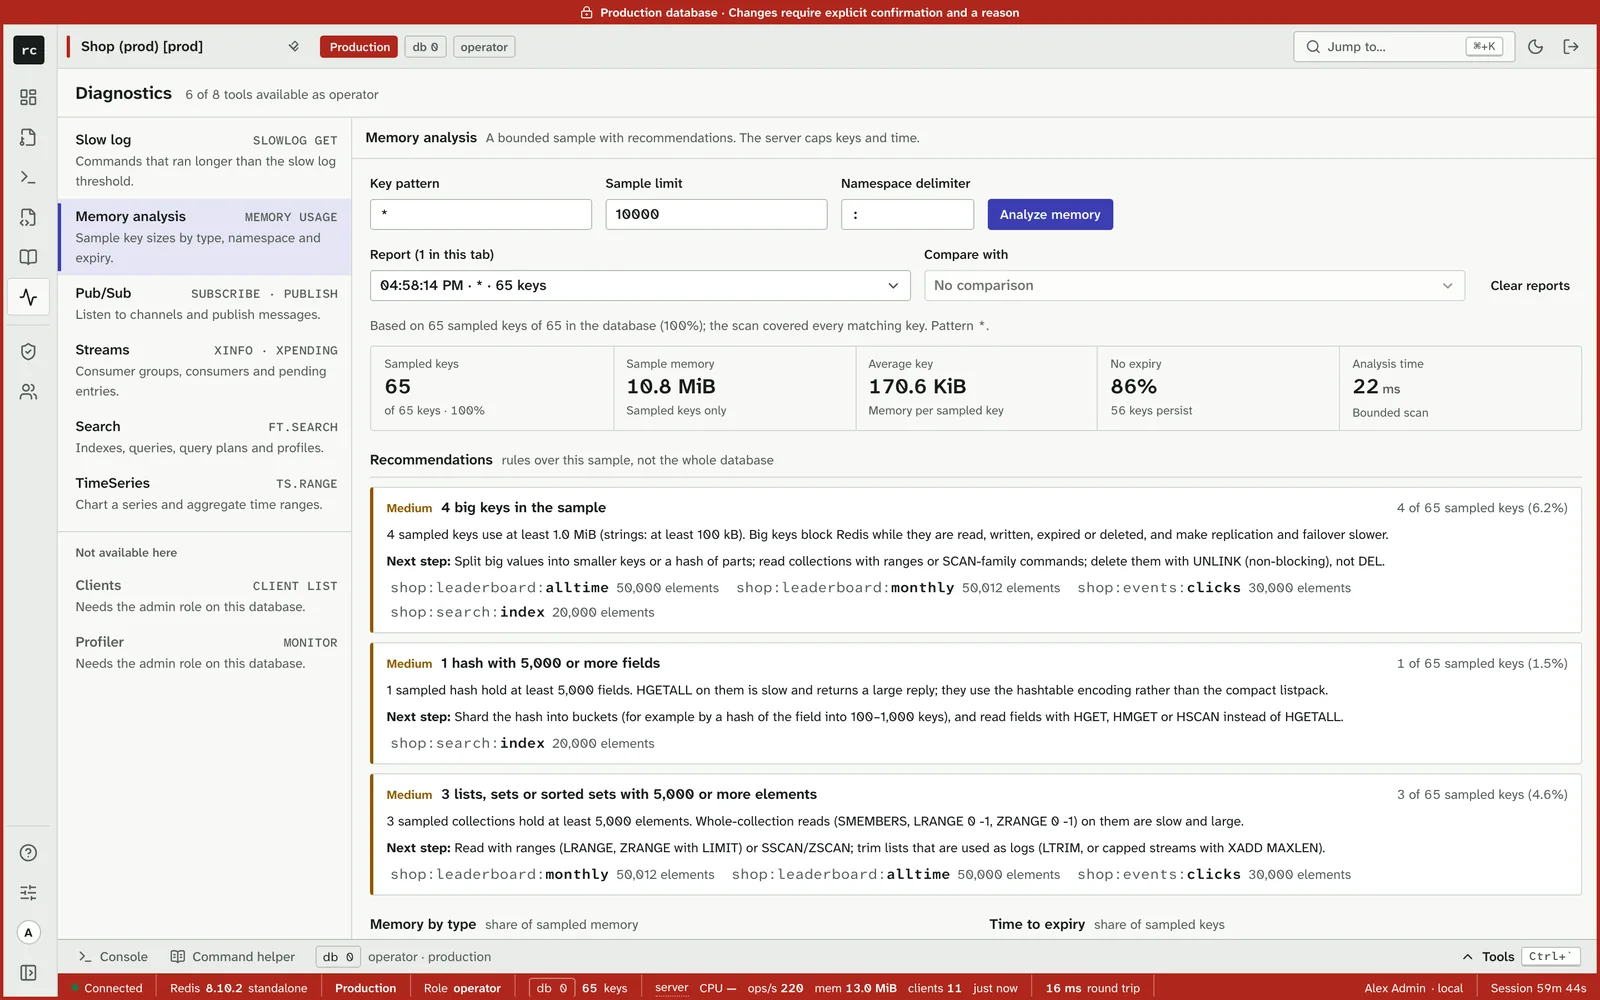 Production database · Changes require explicit confirmation and a reason
rc
Shop (prod) [prod]
Production
db 0
operator
Jump to...
⌘+K
Diagnostics
6 of 8 tools available as operator
Slow log
SLOWLOG GET
Commands that ran longer than the slow log
threshold.
Memory analysis
MEMORY USAGE
Sample key sizes by type, namespace and
expiry.
Pub/Sub
SUBSCRIBE · PUBLISH
Listen to channels and publish messages.
Streams
XINFO · XPENDING
Consumer groups, consumers and pending
entries.
Search
FT.SEARCH
Indexes, queries, query plans and profiles.
TimeSeries
TS.RANGE
Chart a series and aggregate time ranges.
Not available here
Clients
CLIENT LIST
Needs the admin role on this database.
Profiler
MONITOR
Needs the admin role on this database.
Memory analysis
A bounded sample with recommendations. The server caps keys and time.
Key pattern
Sample limit
Namespace delimiter
*
10000
:
Analyze memory
Report (1 in this tab)
Compare with
04:58:14 PM · * · 65 keys
No comparison
Clear reports
Based on 65 sampled keys of 65 in the database (100%); the scan covered every matching key. Pattern *.
Sampled keys
65
of 65 keys · 100%
Sample memory
10.8 MiB
Sampled keys only
Average key
170.6 KiB
Memory per sampled key
No expiry
86%
56 keys persist
Analysis time
22 ms
Bounded scan
Recommendations
rules over this sample, not the whole database
Medium 4 big keys in the sample
4 of 65 sampled keys (6.2%)
4 sampled keys use at least 1.0 MiB (strings: at least 100 kB). Big keys block Redis while they are read, written, expired or deleted, and make replication and failover slower.
Next step: Split big values into smaller keys or a hash of parts; read collections with ranges or SCAN-family commands; delete them with UNLINK (non-blocking), not DEL.
shop:leaderboard:alltime 50,000 elements shop:leaderboard:monthly 50,012 elements shop:events:clicks 30,000 elements
shop:search:index 20,000 elements
Medium 1 hash with 5,000 or more fields
1 of 65 sampled keys (1.5%)
1 sampled hash hold at least 5,000 fields. HGETALL on them is slow and returns a large reply; they use the hashtable encoding rather than the compact listpack.
Next step: Shard the hash into buckets (for example by a hash of the field into 100–1,000 keys), and read fields with HGET, HMGET or HSCAN instead of HGETALL.
shop:search:index 20,000 elements
Medium 3 lists, sets or sorted sets with 5,000 or more elements
3 of 65 sampled keys (4.6%)
3 sampled collections hold at least 5,000 elements. Whole-collection reads (SMEMBERS, LRANGE 0 -1, ZRANGE 0 -1) on them are slow and large.
Next step: Read with ranges (LRANGE, ZRANGE with LIMIT) or SSCAN/ZSCAN; trim lists that are used as logs (LTRIM, or capped streams with XADD MAXLEN).
shop:leaderboard:monthly 50,012 elements shop:leaderboard:alltime 50,000 elements shop:events:clicks 30,000 elements
Memory by type
share of sampled memory
Time to expiry
share of sampled keys
A
Console
Command helper
db 0
operator · production
Tools
Ctrl+`
Connected
Redis 8.10.2 standalone
Production
Role operator
db 0
65 keys
server
CPU —
ops/s 220
mem 13.0 MiB
clients 11
just now
16 ms round trip
Alex Admin · local
Session 59m 44s